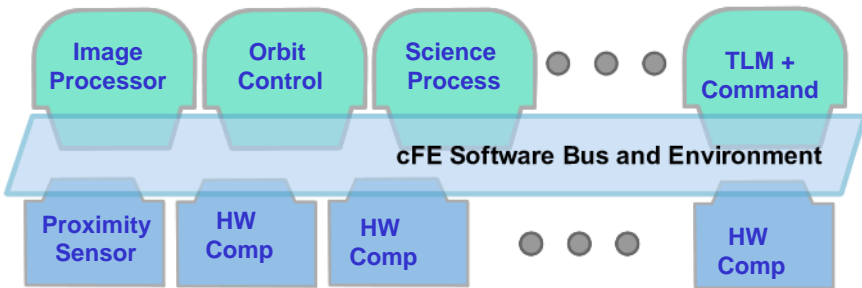 Image
Processor
Orbit
Control
Science
Process
TLM +
Command
cFE Software Bus and Environment
Proximity
Sensor
HW
Comp
HW
Comp
HW
Comp